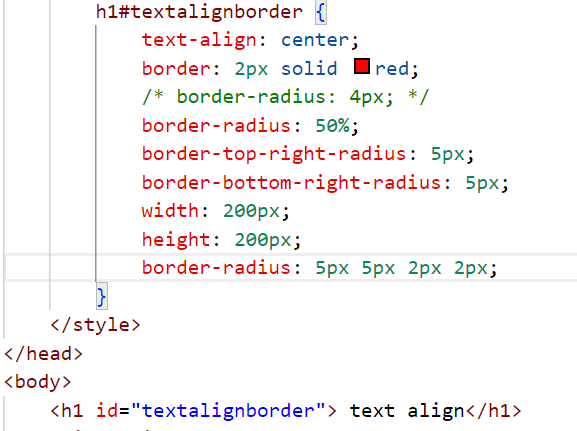 h1#textalignborder {
text-align: center;
border: 2px solid red;
/* border-radius: 4px; */
border-radius: 50%;
border-top-right-radius: 5px;
border-bottom-right-radius: 5px;
width: 200px;
height: 200px;
border-radius: 5px 5px 2px 2px;
}
</style>
</head>
<body>
<h1 id="textalignborder"> text align</h1>